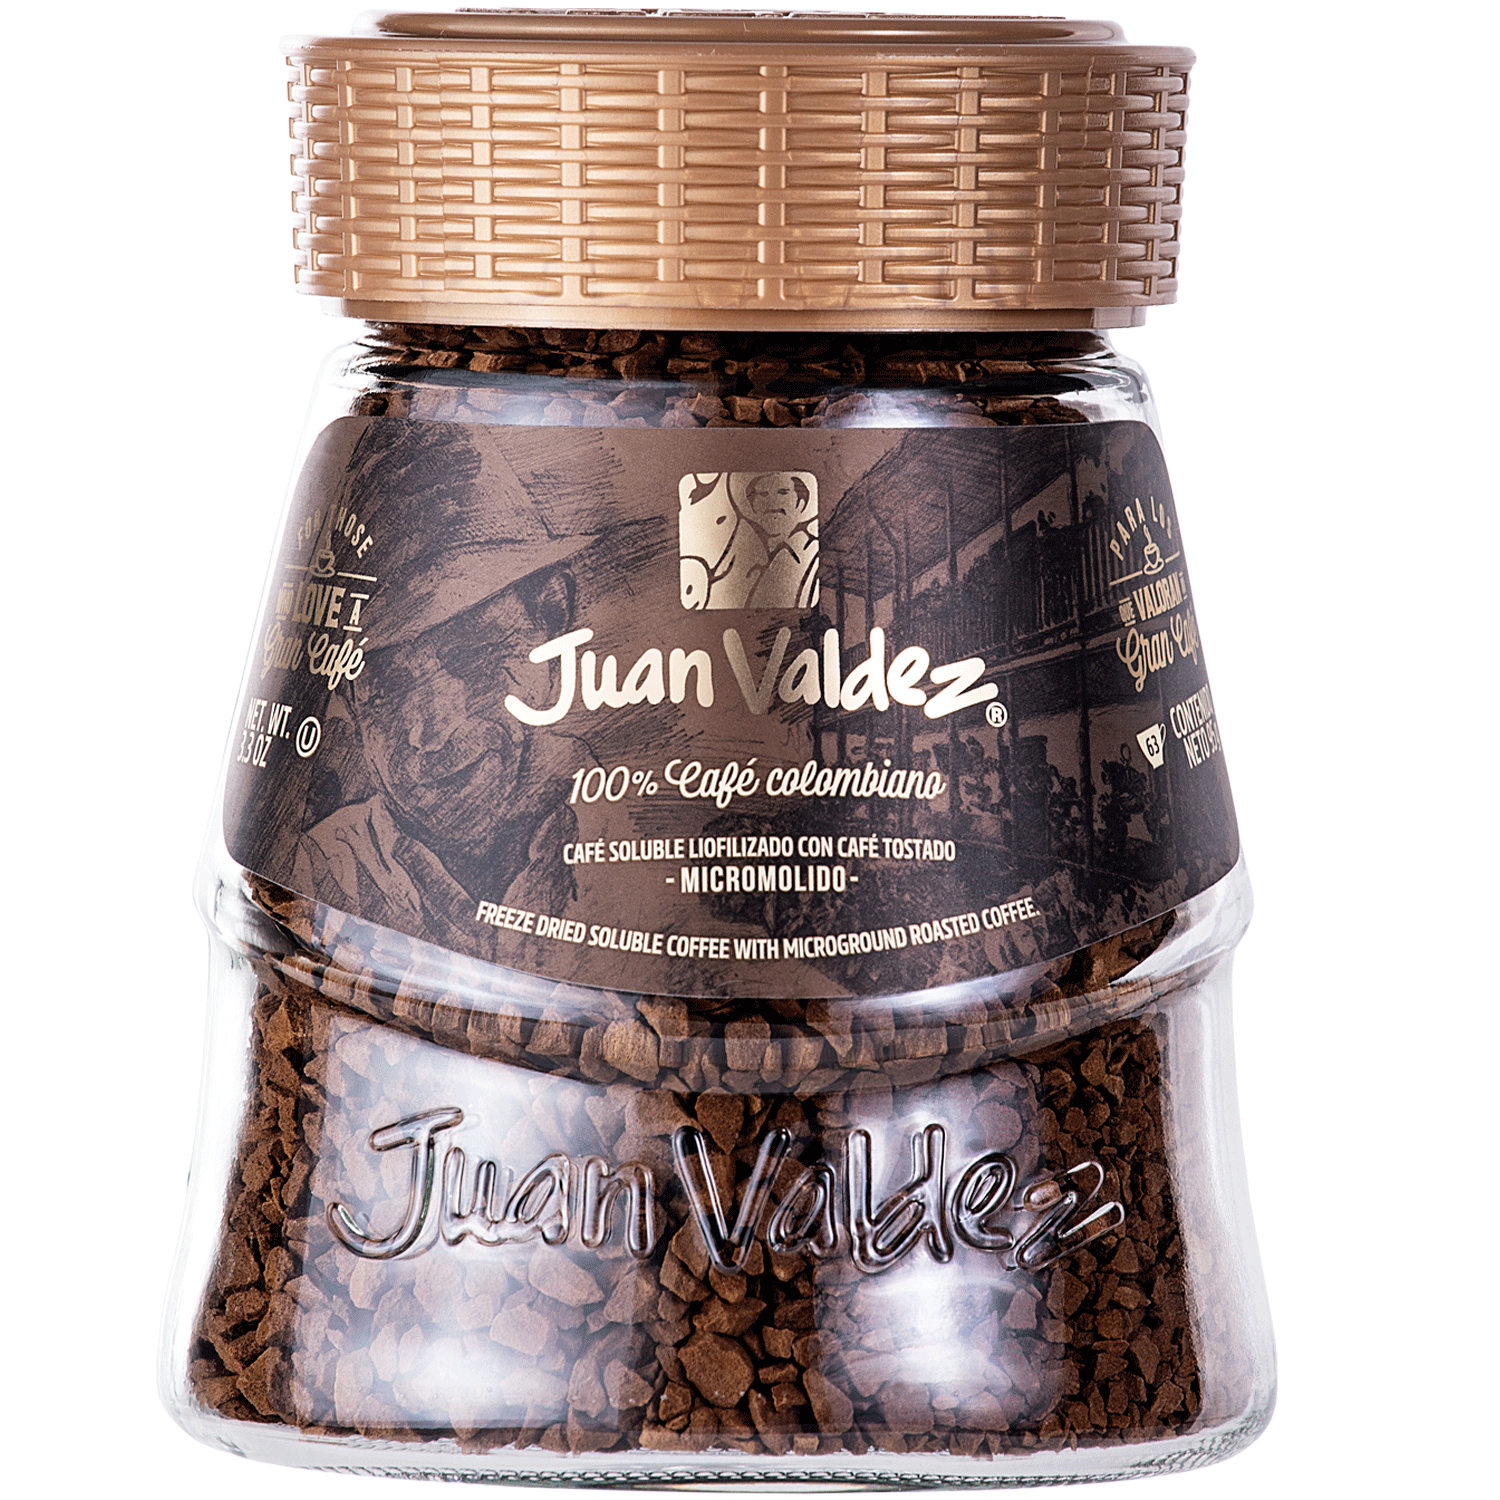 FOR THOSE
WHO LOVE A
Gran Café
NET. WT.
3.3 OZ
U
Juan Valdez®
100% Café colombiano
CAFÉ SOLUBLE LIOFILIZADO CON CAFÉ TOSTADO
-MICROMOLIDO-
FREEZE DRIED SOLUBLE COFFEE WITH MICROGROUND ROASTED COFFEE.
PARA LOS
QUE VALORAN
Gran Café
63
CONTENIDO
NETO 95
Juan Valdez